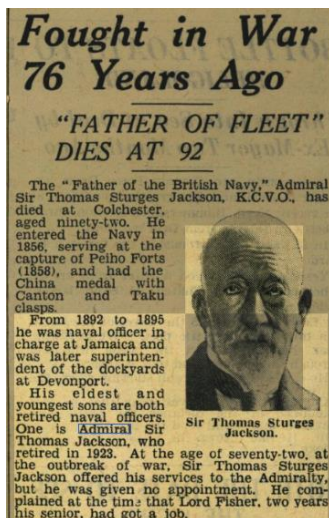 Fought in War
76 Years Ago
"FATHER OF FLEET"
DIES AT 92
The "Father of the British Navy," Admiral
Sir Thomas Sturges Jackson, K.C.V.O., has
died at Colchester,
aged ninety-two. He
entered the Navy in
1856, serving at the
capture of Peiho Forts
(1858), and had the
China medal with
Canton and Taku
clasps.
From 1892 to 1895
he was naval officer in
charge at Jamaica and
was later superinten-
dent of the dockyards
at Devonport.
His eldest and
youngest sons are both
retired naval officers.
One is Admiral Sir
Thomas Jackson, who
retired in 1923. At the age of seventy-two, at
the outbreak of war, Sir Thomas Sturges
Jackson offered his services to the Admiralty,
but he was given no appointment. He com-
plained at the time that Lord Fisher, two years
his senior, had got a job.
Sir Thomas Sturges
Jackson.